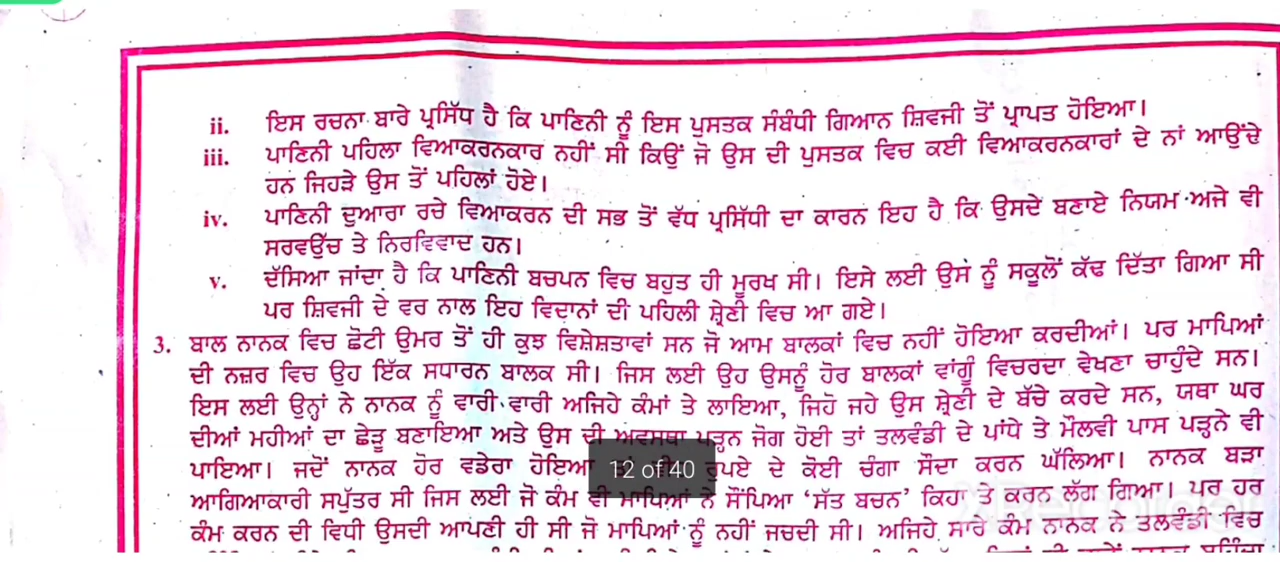 ii. ਇਸ ਰਚਨਾ ਬਾਰੇ ਪ੍ਰਸਿੱਧ ਹੈ ਕਿ ਪਾਣਿਨੀ ਨੂੰ ਇਸ ਪੁਸਤਕ ਸੰਬੰਧੀ ਗਿਆਨ ਸ਼ਿਵਜੀ ਤੋਂ ਪ੍ਰਾਪਤ ਹੋਇਆ।
iii. ਪਾਣਿਨੀ ਪਹਿਲਾ ਵਿਆਕਰਨਕਾਰ ਨਹੀਂ ਸੀ ਕਿਉਂ ਜੋ ਉਸ ਦੀ ਪੁਸਤਕ ਵਿਚ ਕਈ ਵਿਆਕਰਨਕਾਰਾਂ ਦੇ ਨਾਂ ਆਉਂਦੇ
ਹਨ ਜਿਹੜੇ ਉਸ ਤੋਂ ਪਹਿਲਾਂ ਹੋਏ।
iv. ਪਾਣਿਨੀ ਦੁਆਰਾ ਰਚੇ ਵਿਆਕਰਨ ਦੀ ਸਭ ਤੋਂ ਵੱਧ ਪ੍ਰਸਿੱਧੀ ਦਾ ਕਾਰਨ ਇਹ ਹੈ ਕਿ ਉਸਦੇ ਬਣਾਏ ਨਿਯਮ ਅਜੇ ਵੀ
ਸਰਵਉੱਚ ਤੇ ਨਿਰਵਿਵਾਦ ਹਨ।
v. ਦੱਸਿਆ ਜਾਂਦਾ ਹੈ ਕਿ ਪਾਣਿਨੀ ਬਚਪਨ ਵਿਚ ਬਹੁਤ ਹੀ ਮੂਰਖ ਸੀ। ਇਸੇ ਲਈ ਉਸ ਨੂੰ ਸਕੂਲੋਂ ਕੱਢ ਦਿੱਤਾ ਗਿਆ ਸੀ
ਪਰ ਸ਼ਿਵਜੀ ਦੇ ਵਰ ਨਾਲ ਇਹ ਵਿਦਾਨਾਂ ਦੀ ਪਹਿਲੀ ਸ਼੍ਰੇਣੀ ਵਿਚ ਆ ਗਏ।
3. ਬਾਲ ਨਾਨਕ ਵਿਚ ਛੋਟੀ ਉਮਰ ਤੋਂ ਹੀ ਕੁਝ ਵਿਸ਼ੇਸ਼ਤਾਵਾਂ ਸਨ ਜੋ ਆਮ ਬਾਲਕਾਂ ਵਿਚ ਨਹੀਂ ਹੋਇਆ ਕਰਦੀਆਂ। ਪਰ ਮਾਪਿਆਂ
ਦੀ ਨਜ਼ਰ ਵਿਚ ਉਹ ਇੱਕ ਸਧਾਰਨ ਬਾਲਕ ਸੀ। ਜਿਸ ਲਈ ਉਹ ਉਸਨੂੰ ਹੋਰ ਬਾਲਕਾਂ ਵਾਂਗੂੰ ਵਿਚਰਦਾ ਵੇਖਣਾ ਚਾਹੁੰਦੇ ਸਨ।
ਇਸ ਲਈ ਉਨ੍ਹਾਂ ਨੇ ਨਾਨਕ ਨੂੰ ਵਾਰੀ-ਵਾਰੀ ਅਜਿਹੇ ਕੰਮਾਂ ਤੇ ਲਾਇਆ, ਜਿਹੋ ਜਹੇ ਉਸ ਸ਼੍ਰੇਣੀ ਦੇ ਬੱਚੇ ਕਰਦੇ ਸਨ, ਯਥਾ ਘਰ
ਦੀਆਂ ਮਹੀਆਂ ਦਾ ਛੇੜੂ ਬਣਾਇਆ ਅਤੇ ਉਸ ਦੀ ਅਵਸਥਾ ਪੜ੍ਹਨ ਜੋਗ ਹੋਈ ਤਾਂ ਤਲਵੰਡੀ ਦੇ ਪਾਂਧੇ ਤੇ ਮੌਲਵੀ ਪਾਸ ਪੜ੍ਹਨੇ ਵੀ
ਪਾਇਆ। ਜਦੋਂ ਨਾਨਕ ਹੋਰ ਵਡੇਰਾ ਹੋਇਆ ਤਾਂ ਰੁਪਏ ਦੇ ਕੋਈ ਚੰਗਾ ਸੌਦਾ ਕਰਨ ਘੱਲਿਆ। ਨਾਨਕ ਬੜਾ
12 of 40
ਆਗਿਆਕਾਰੀ ਸਪੁੱਤਰ ਸੀ ਜਿਸ ਲਈ ਜੋ ਕੰਮ ਵੀ ਮਾਪਿਆਂ ਨੇ ਸੌਂਪਿਆ ‘ਸੱਤ ਬਚਨ’ ਕਿਹਾ ਤੇ ਕਰਨ ਲੱਗ ਗਿਆ। ਪਰ ਹਰ
ਕੰਮ ਕਰਨ ਦੀ ਵਿਧੀ ਉਸਦੀ ਆਪਣੀ ਹੀ ਸੀ ਜੋ ਮਾਪਿਆਂ ਨੂੰ ਨਹੀਂ ਜਚਦੀ ਸੀ। ਅਜਿਹੇ ਸਾਰੇ ਕੰਮ ਨਾਨਕ ਨੇ ਤਲਵੰਡੀ ਵਿਚ